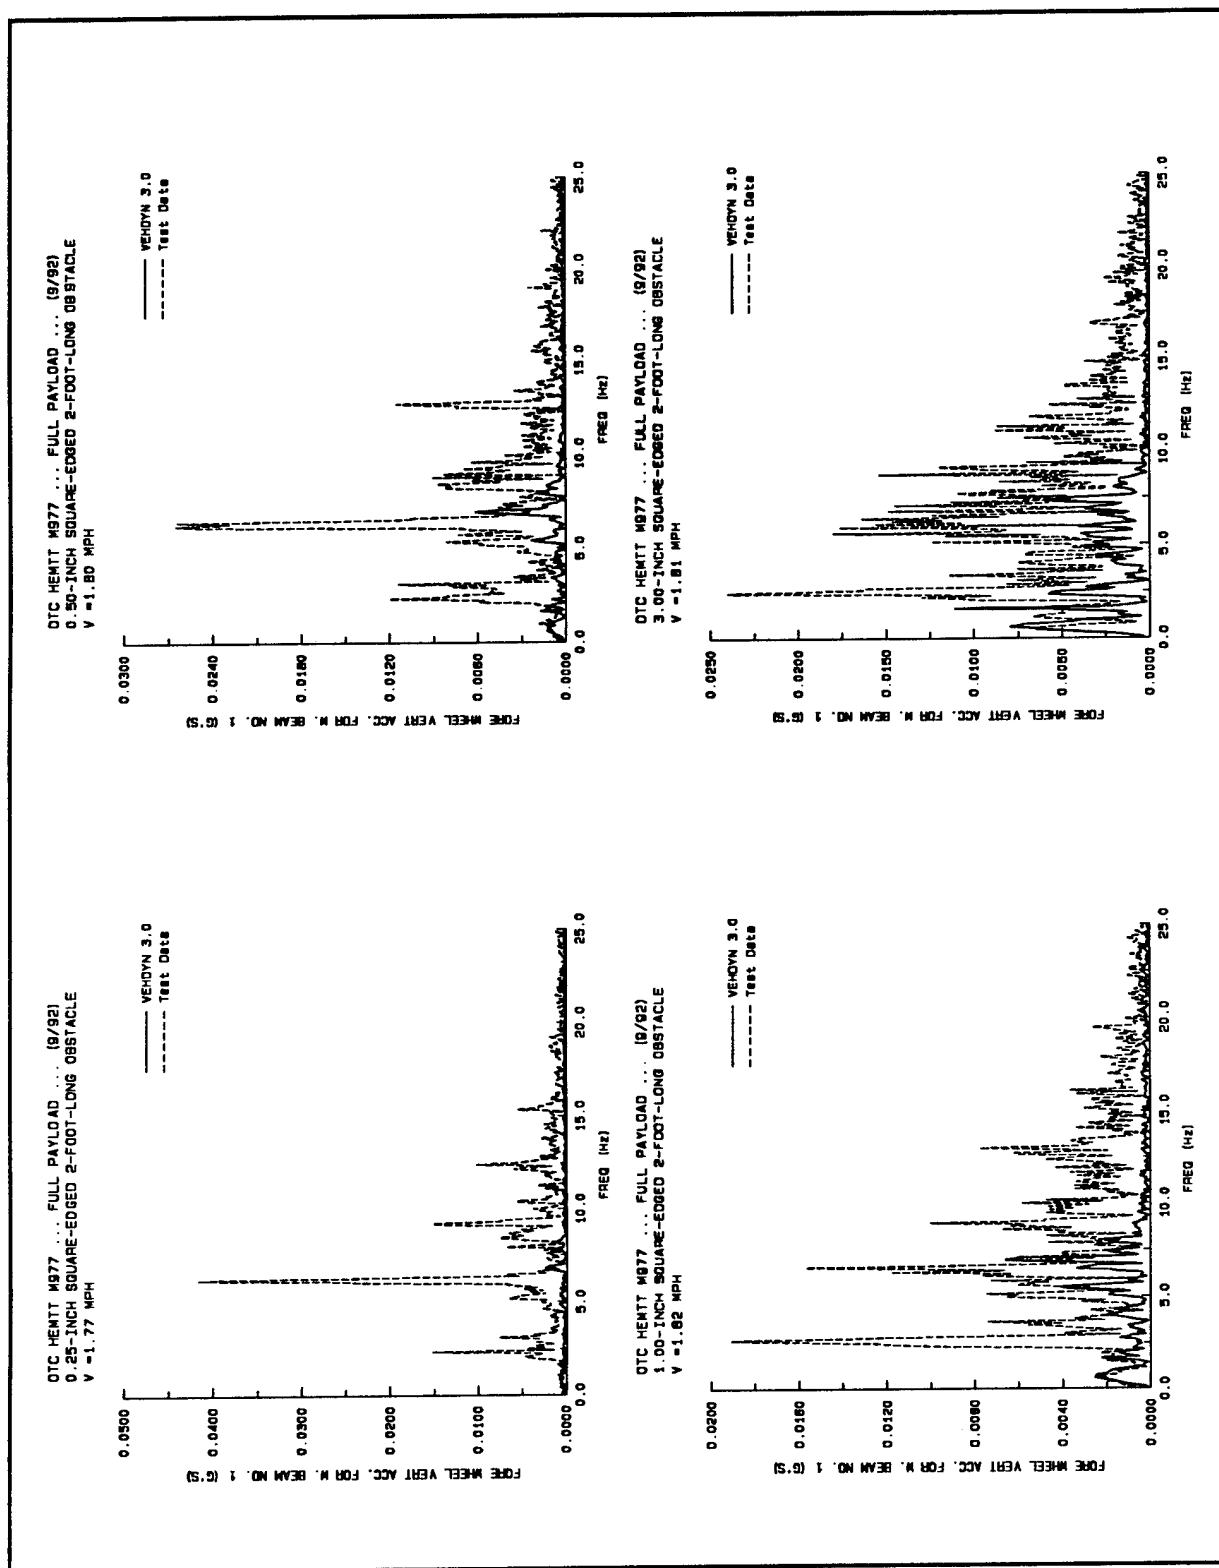 OTC HEMTT M977 ... FULL PAYLOAD ... (9/92)
0.25-INCH SQUARE-EDGED 2-FOOT-LONG OBSTACLE
V =1.77 MPH
VEHDYN 3.0
Test Data
FORE WHEEL VERT ACC. FOR W. BEAM NO. 1 (G'S)
0.0500
0.0400
0.0300
0.0200
0.0100
0.0000
0.0
5.0
10.0
15.0
20.0
25.0
FREQ (Hz)
OTC HEMTT M977 ... FULL PAYLOAD ... (9/92)
0.50-INCH SQUARE-EDGED 2-FOOT-LONG OBSTACLE
V =1.80 MPH
VEHDYN 3.0
Test Data
FORE WHEEL VERT ACC. FOR W. BEAM NO. 1 (G'S)
0.0300
0.0240
0.0180
0.0120
0.0060
0.0000
0.0
5.0
10.0
15.0
20.0
25.0
FREQ (Hz)
OTC HEMTT M977 ... FULL PAYLOAD ... (9/92)
1.00-INCH SQUARE-EDGED 2-FOOT-LONG OBSTACLE
V =1.82 MPH
VEHDYN 3.0
Test Data
FORE WHEEL VERT ACC. FOR W. BEAM NO. 1 (G'S)
0.0200
0.0160
0.0120
0.0080
0.0040
0.0000
0.0
5.0
10.0
15.0
20.0
25.0
FREQ (Hz)
OTC HEMTT M977 ... FULL PAYLOAD ... (9/92)
3.00-INCH SQUARE-EDGED 2-FOOT-LONG OBSTACLE
V =1.81 MPH
VEHDYN 3.0
Test Data
FORE WHEEL VERT ACC. FOR W. BEAM NO. 1 (G'S)
0.0250
0.0200
0.0150
0.0100
0.0050
0.0000
0.0
5.0
10.0
15.0
20.0
25.0
FREQ (Hz)